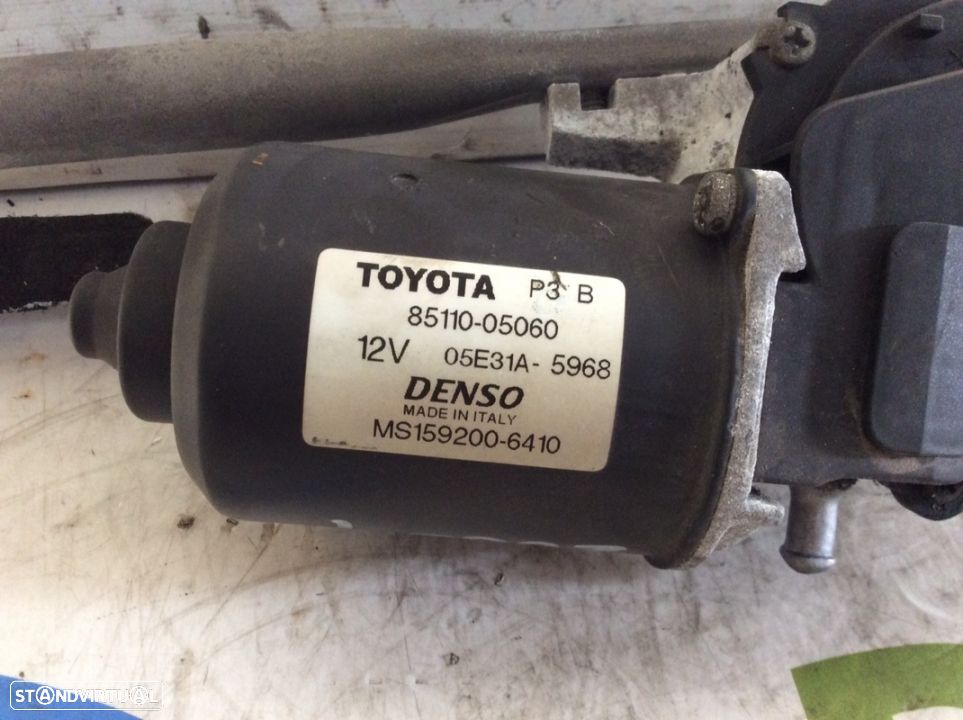 TOYOTA P3 B
85110-05060
12V 05E31A- 5968
DENSO
MADE IN ITALY
MS159200-6410
STANDVIRTUAL